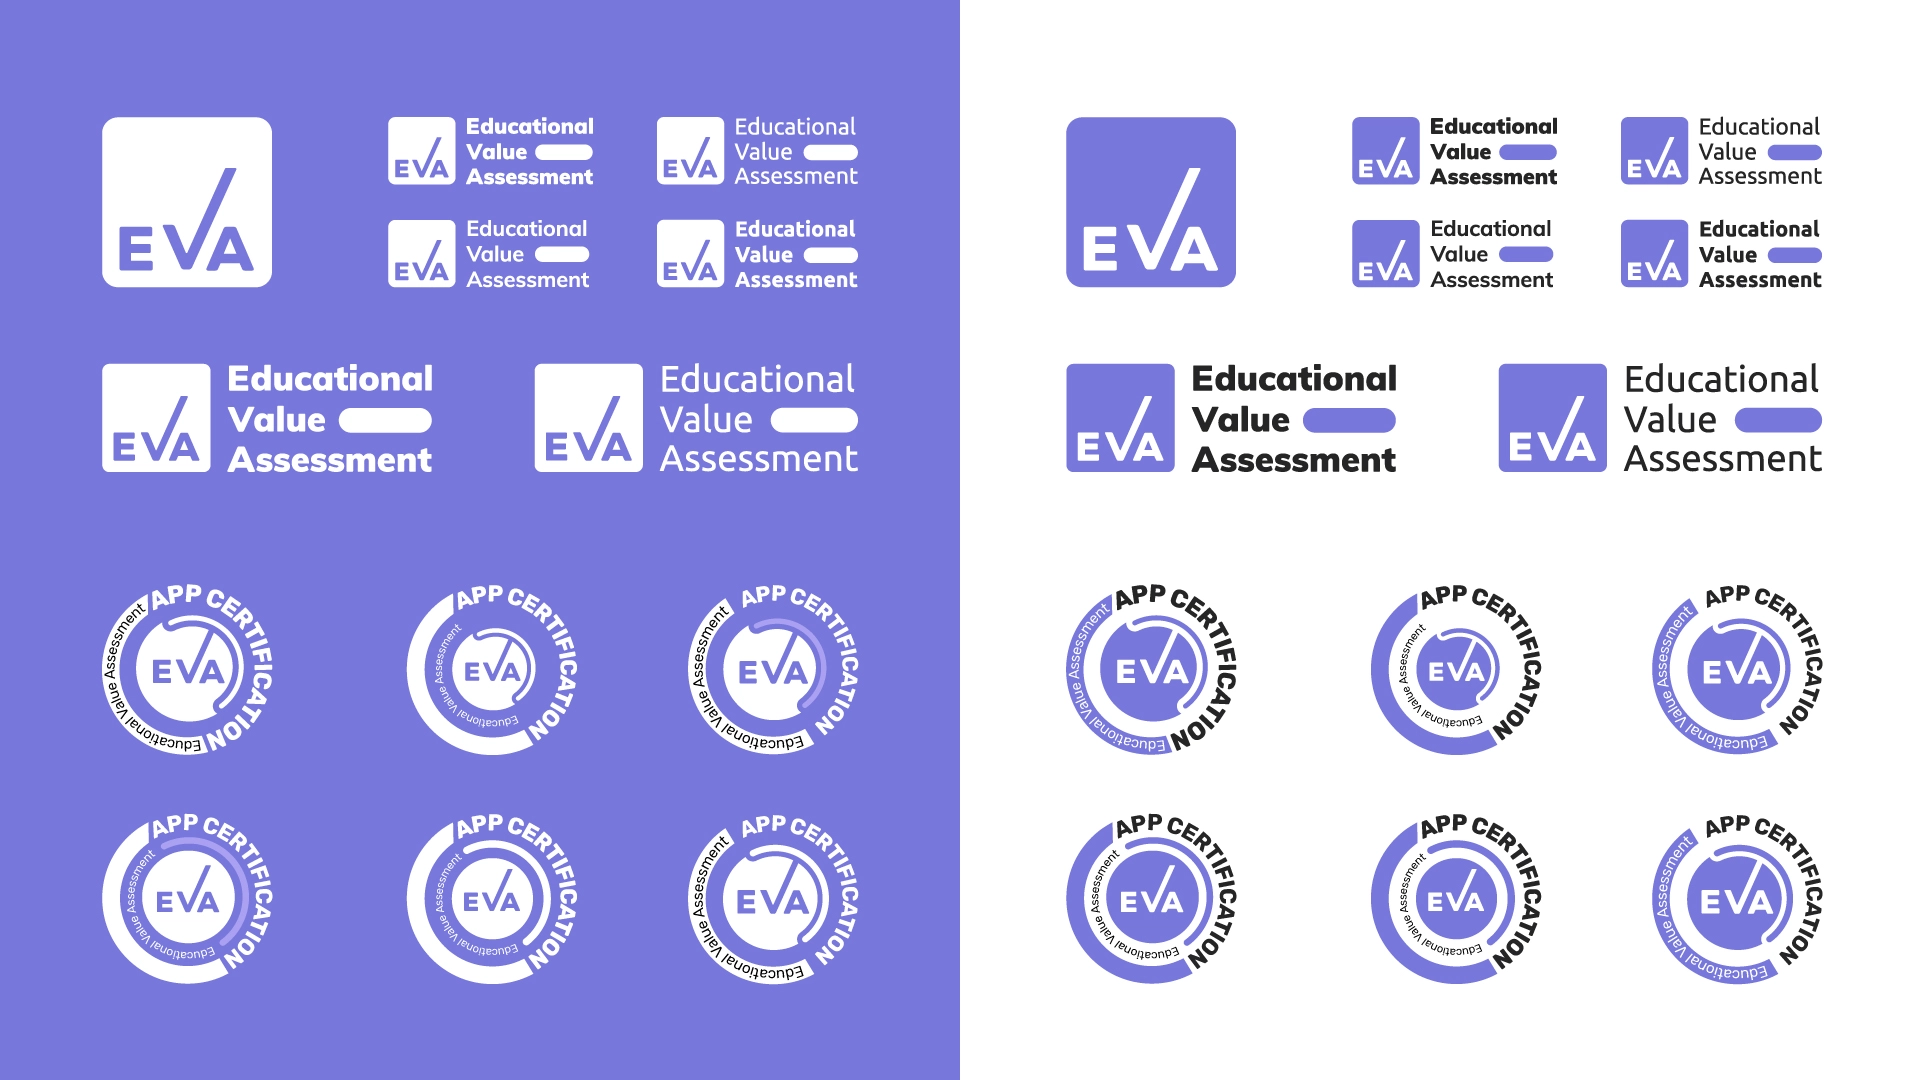 EVA
EVA
Educational
Value
Assessment
EVA
Educational
Value
Assessment
EVA
Educational
Value
Assessment
EVA
Educational
Value
Assessment
EVA
Educational
Value
Assessment
EVA
Educational
Value
Assessment
APP CERTIFICATION
Educational Value Assessment
EVA
APP CERTIFICATION
Educational Value Assessment
EVA
APP CERTIFICATION
Educational Value Assessment
EVA
APP CERTIFICATION
Educational Value Assessment
EVA
APP CERTIFICATION
Educational Value Assessment
EVA
APP CERTIFICATION
Educational Value Assessment
EVA
EVA
EVA
Educational
Value
Assessment
EVA
Educational
Value
Assessment
EVA
Educational
Value
Assessment
EVA
Educational
Value
Assessment
EVA
Educational
Value
Assessment
EVA
Educational
Value
Assessment
APP CERTIFICATION
Educational Value Assessment
EVA
APP CERTIFICATION
Educational Value Assessment
EVA
APP CERTIFICATION
Educational Value Assessment
EVA
APP CERTIFICATION
Educational Value Assessment
EVA
APP CERTIFICATION
Educational Value Assessment
EVA
APP CERTIFICATION
Educational Value Assessment
EVA